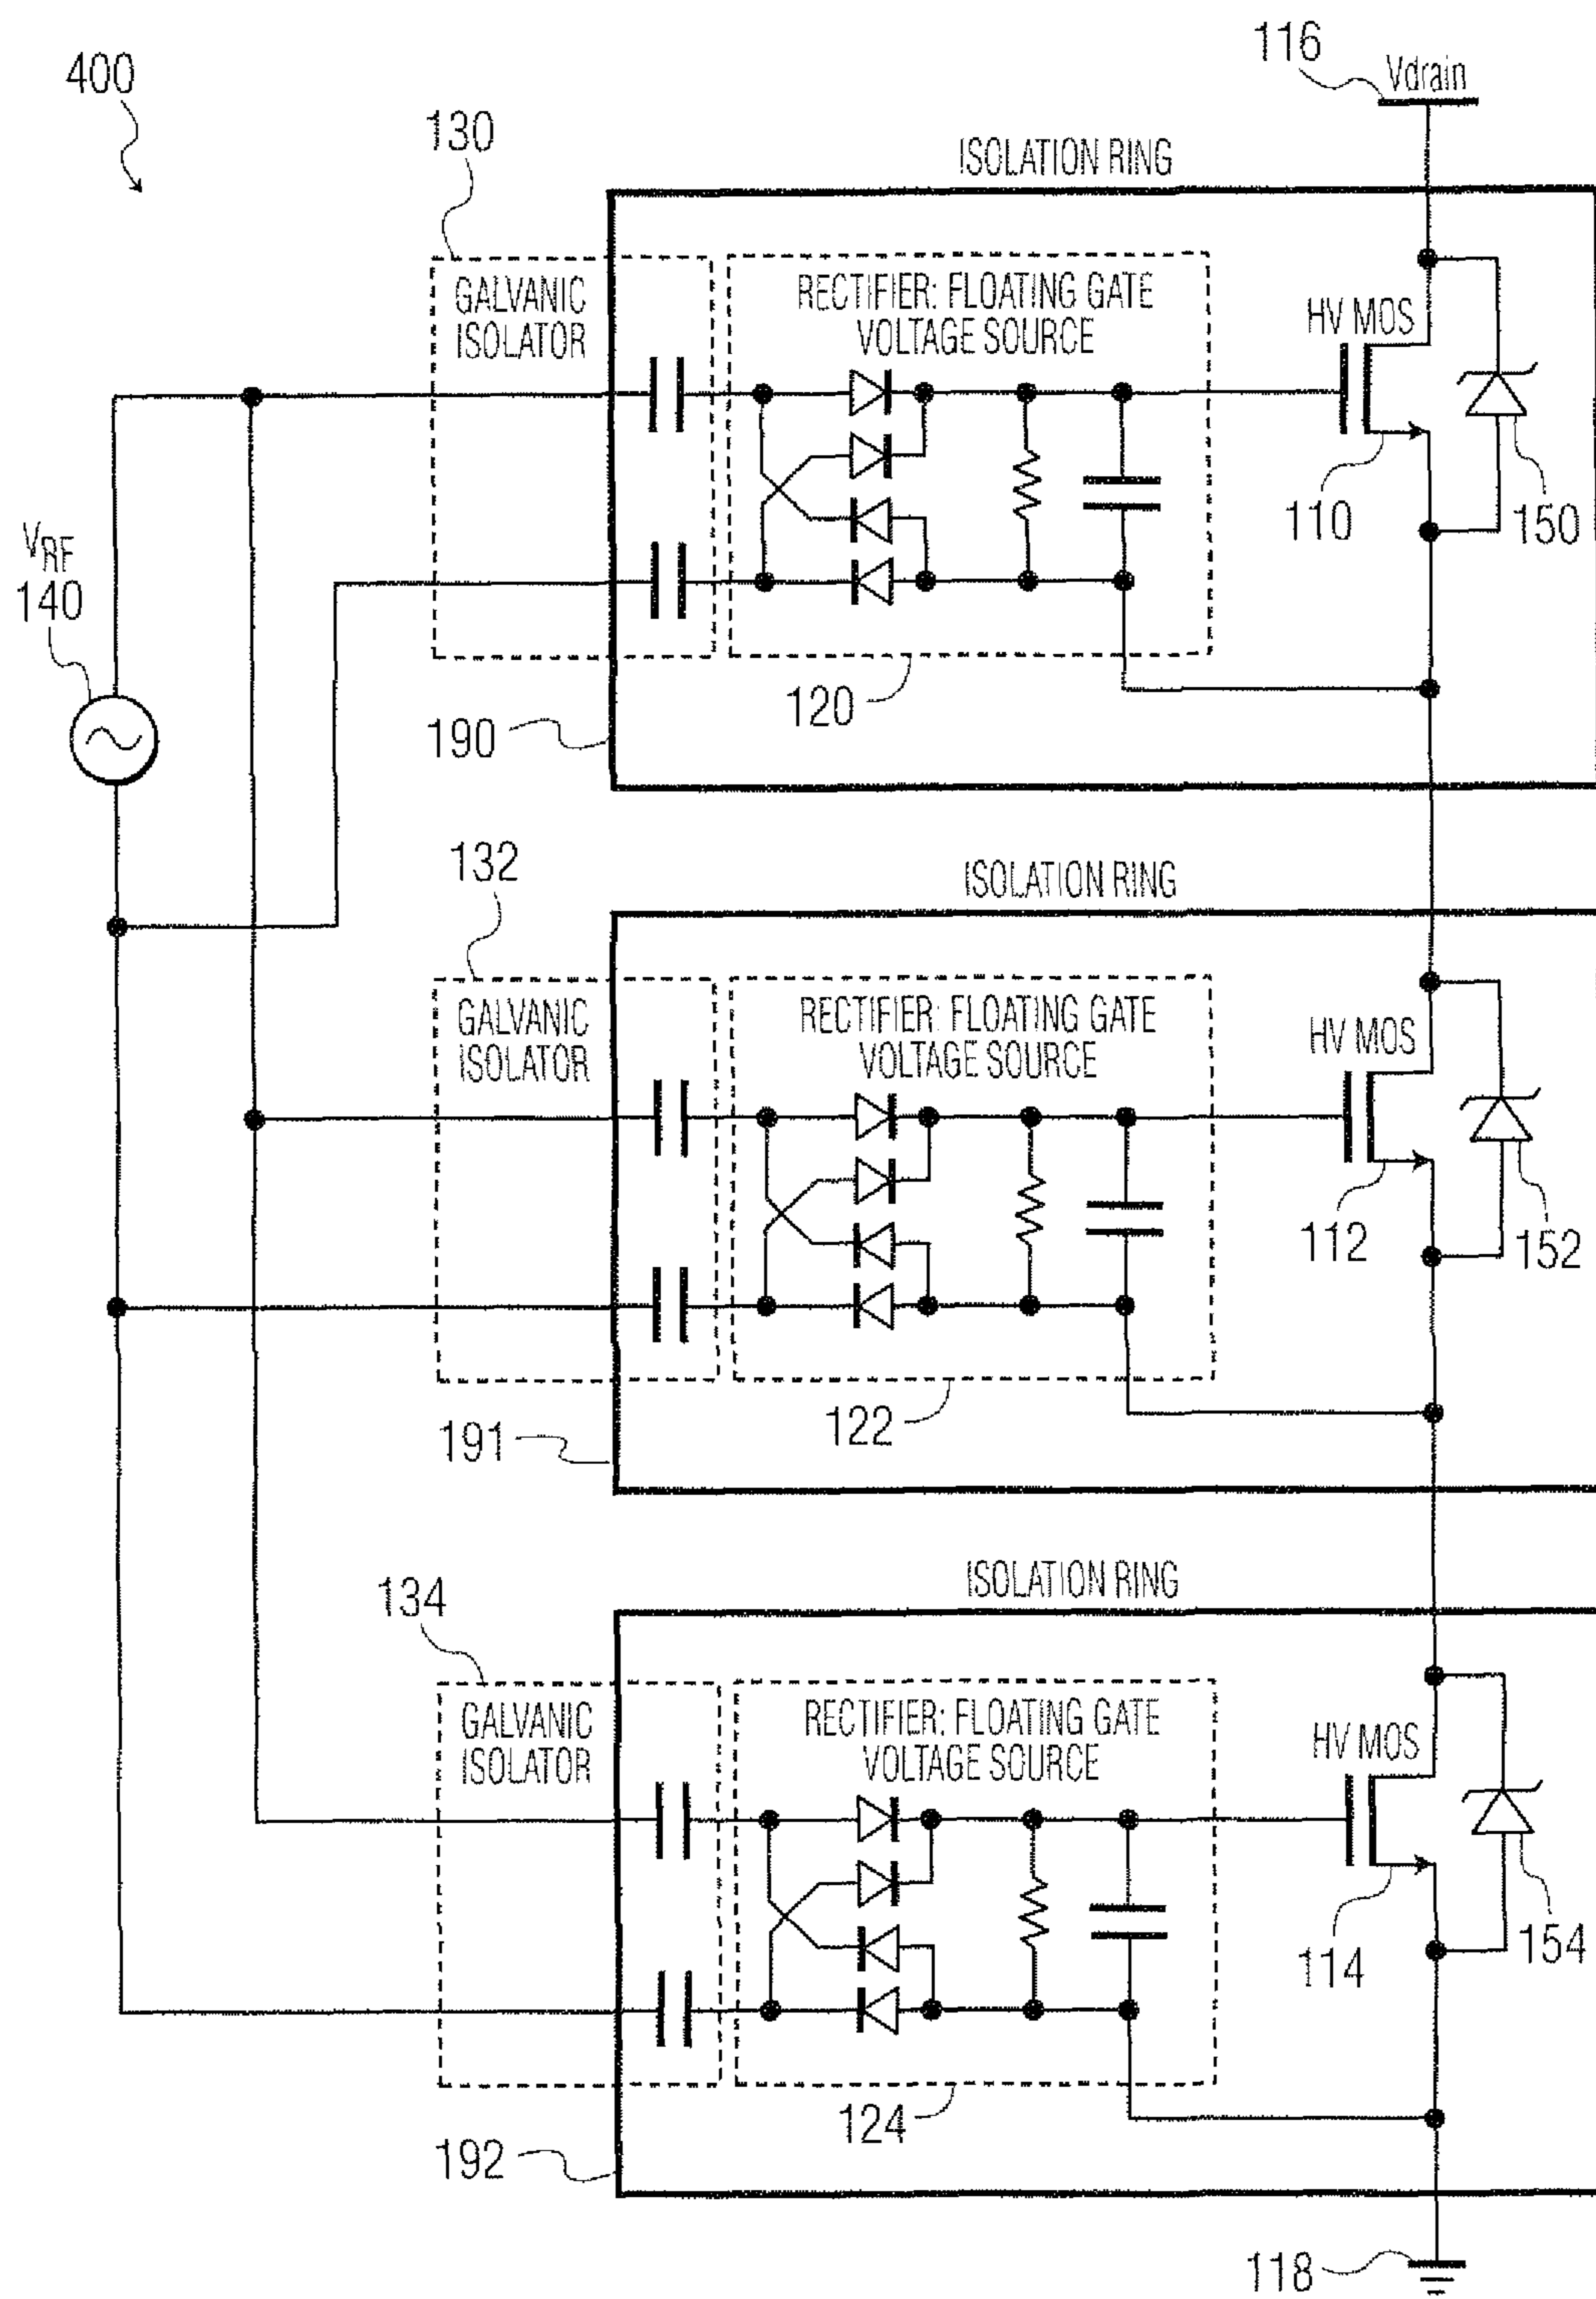 400
116
Vdrain
130
ISOLATION RING
GALVANIC
ISOLATOR
RECTIFIER: FLOATING GATE
VOLTAGE SOURCE
HV MOS
110
150
VRF
140
120
190
132
ISOLATION RING
GALVANIC
ISOLATOR
RECTIFIER: FLOATING GATE
VOLTAGE SOURCE
HV MOS
112
152
122
191
134
ISOLATION RING
GALVANIC
ISOLATOR
RECTIFIER: FLOATING GATE
VOLTAGE SOURCE
HV MOS
114
154
124
192
118